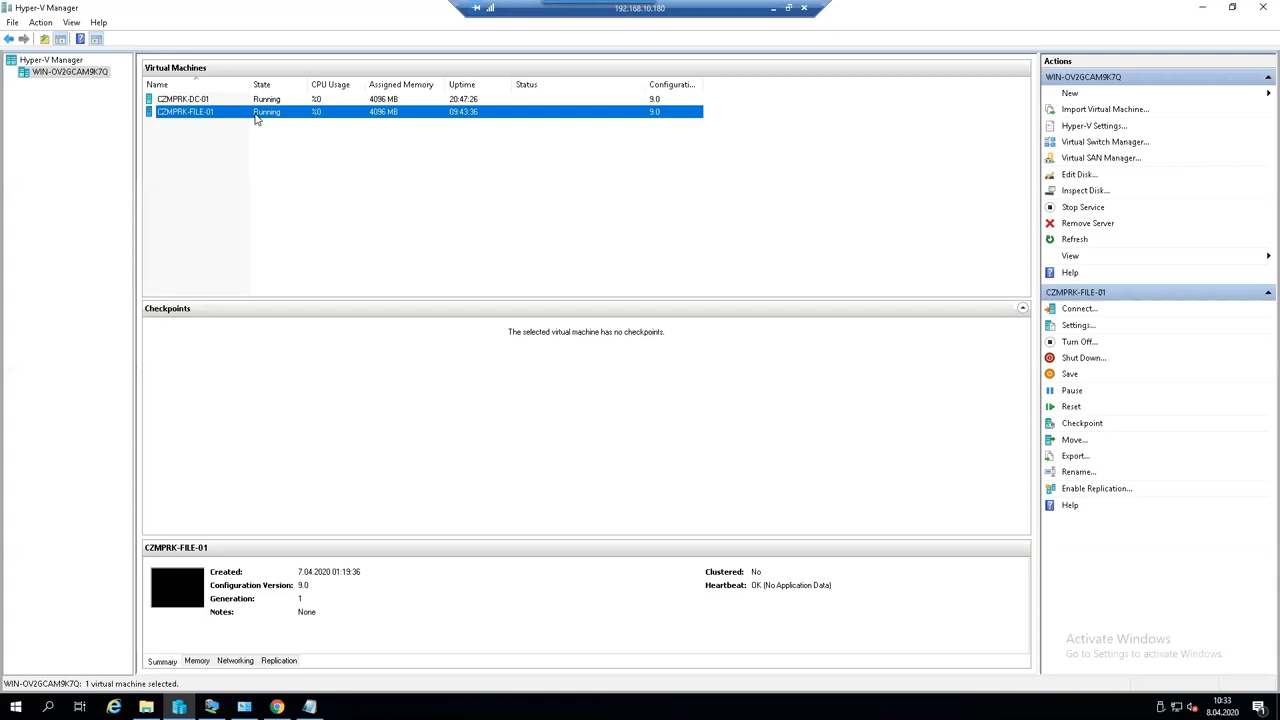 Hyper-V Manager
192.168.10.180
File Action View Help
Hyper-V Manager
WIN-OV2GCAM9K7Q
Virtual Machines
Name State CPU Usage Assigned Memory Uptime Status Configurati...
CZMPRK-DC-01 Running %0 4096 MB 20:47:26 9.0
CZMPRK-FILE-01 Running %0 4096 MB 09:43:36 9.0
Checkpoints
The selected virtual machine has no checkpoints.
CZMPRK-FILE-01
Created: 7.04.2020 01:19:36 Clustered: No
Configuration Version: 9.0 Heartbeat: OK (No Application Data)
Generation: 1
Notes: None
Summary Memory Networking Replication
Actions
WIN-OV2GCAM9K7Q
New
Import Virtual Machine...
Hyper-V Settings...
Virtual Switch Manager...
Virtual SAN Manager...
Edit Disk...
Inspect Disk...
Stop Service
Remove Server
Refresh
View
Help
CZMPRK-FILE-01
Connect...
Settings...
Turn Off...
Shut Down...
Save
Pause
Reset
Checkpoint
Move...
Export...
Rename...
Enable Replication...
Help
Activate Windows
Go to Settings to activate Windows.
WIN-OV2GCAM9K7Q: 1 virtual machine selected.
10:33
8.04.2020